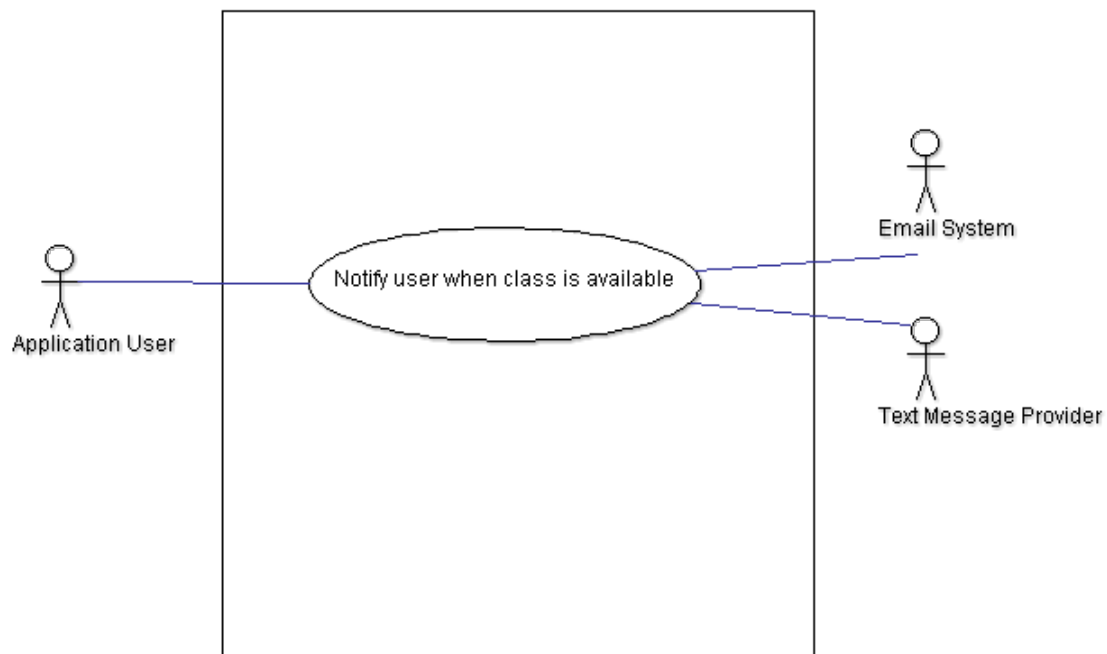 Email System
Notify user when class is available
Application User
Text Message Provider